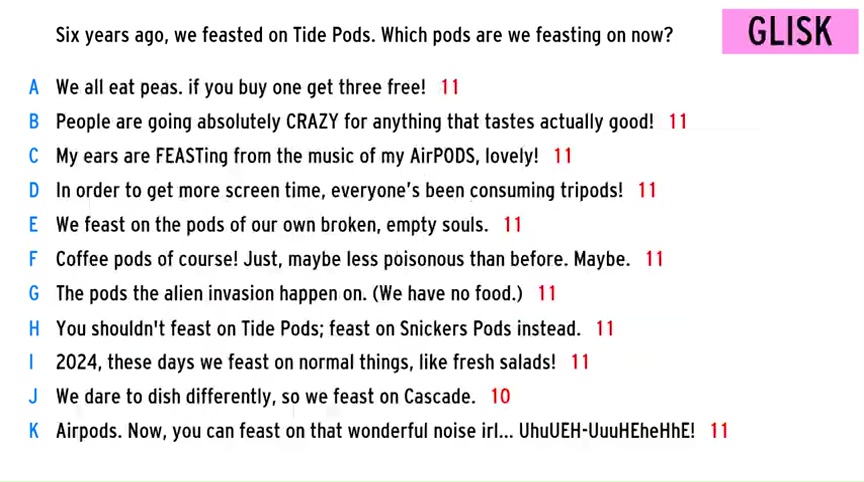 Six years ago, we feasted on Tide Pods. Which pods are we feasting on now?
GLISK
A We all eat peas. if you buy one get three free! 11
B People are going absolutely CRAZY for anything that tastes actually good! 11
C My ears are FEASTing from the music of my AirPODS, lovely! 11
D In order to get more screen time, everyone's been consuming tripods! 11
E We feast on the pods of our own broken, empty souls. 11
F Coffee pods of course! Just, maybe less poisonous than before. Maybe. 11
G The pods the alien invasion happen on. (We have no food.) 11
H You shouldn't feast on Tide Pods; feast on Snickers Pods instead. 11
I 2024, these days we feast on normal things, like fresh salads! 11
J We dare to dish differently, so we feast on Cascade. 10
K Airpods. Now, you can feast on that wonderful noise irl... UhuUEH-UuuHEheHhE! 11